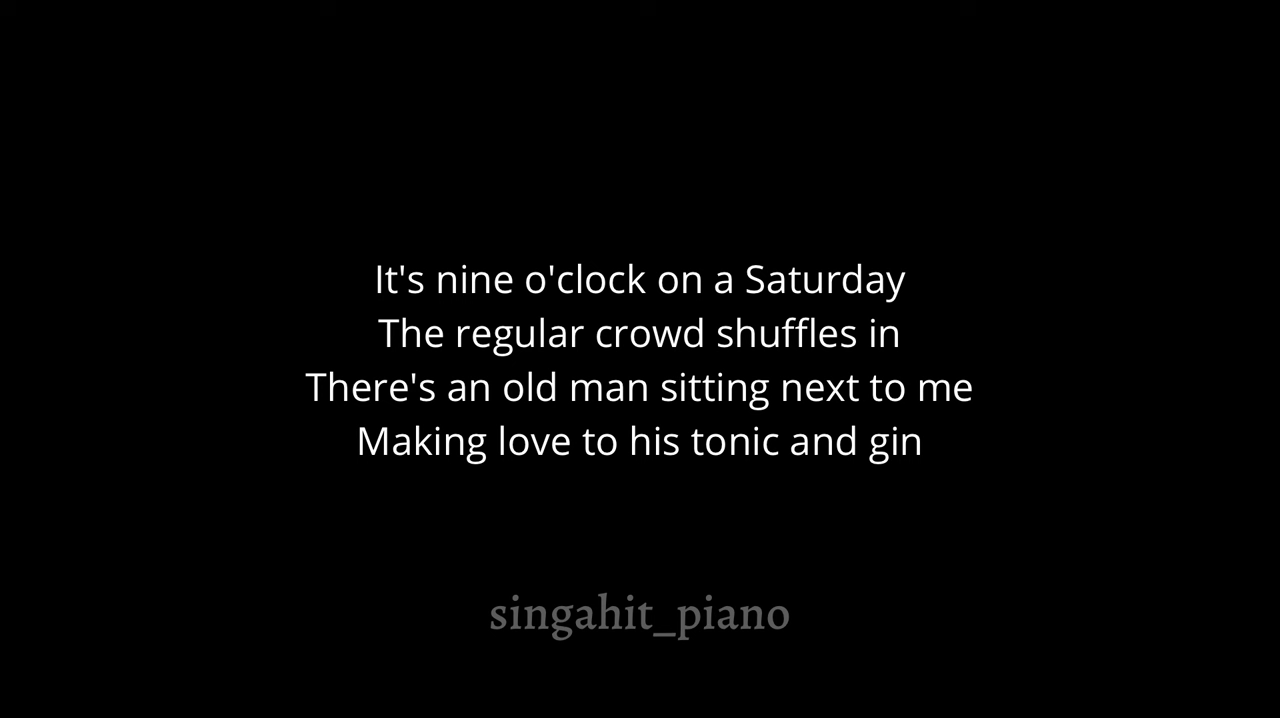 It's nine o'clock on a Saturday
The regular crowd shuffles in
There's an old man sitting next to me
Making love to his tonic and gin
singahit_piano